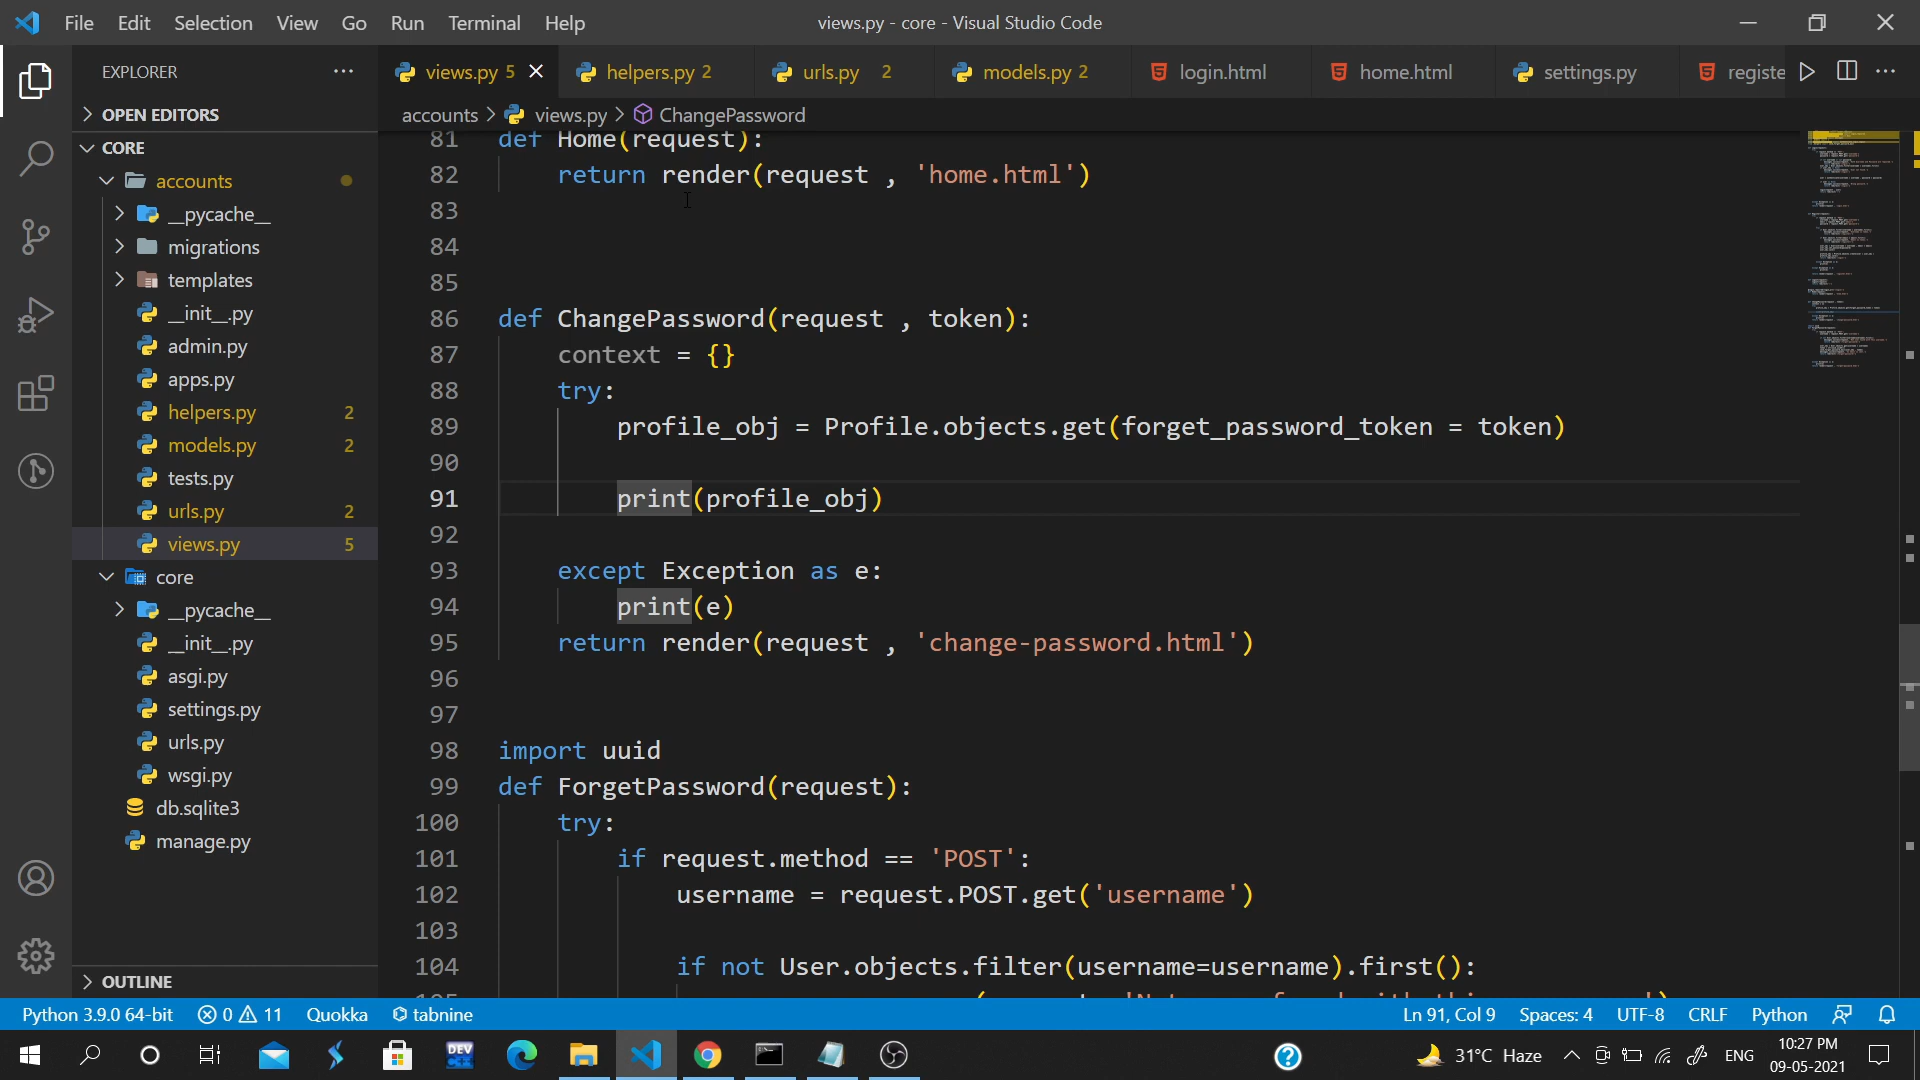 File Edit Selection View Go Run Terminal Help
views.py - core - Visual Studio Code
EXPLORER
views.py 5
helpers.py 2
urls.py 2
models.py 2
login.html
home.html
settings.py
registe
OPEN EDITORS
accounts > views.py > ChangePassword
CORE
accounts
__pycache__
migrations
templates
__init__.py
admin.py
apps.py
helpers.py 2
models.py 2
tests.py
urls.py 2
views.py 5
core
__pycache__
__init__.py
asgi.py
settings.py
urls.py
wsgi.py
db.sqlite3
manage.py
OUTLINE
81 def Home(request):
82 return render(request , 'home.html')
83
84
85
86 def ChangePassword(request , token):
87 context = {}
88 try:
89 profile_obj = Profile.objects.get(forget_password_token = token)
90
91 print(profile_obj)
92
93 except Exception as e:
94 print(e)
95 return render(request , 'change-password.html')
96
97
98 import uuid
99 def ForgetPassword(request):
100 try:
101 if request.method == 'POST':
102 username = request.POST.get('username')
103
104 if not User.objects.filter(username=username).first():
Python 3.9.0 64-bit 0 11 Quokka tabnine
Ln 91, Col 9 Spaces: 4 UTF-8 CRLF Python
DEV
31°C Haze ENG
10:27 PM
09-05-2021